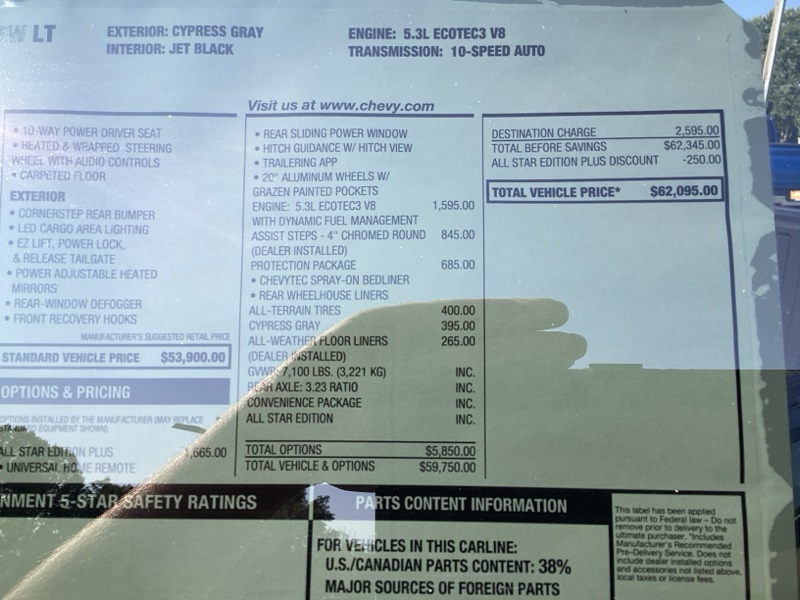 LT
EXTERIOR: CYPRESS GRAY
INTERIOR: JET BLACK
ENGINE: 5.3L ECOTEC3 V8
TRANSMISSION: 10-SPEED AUTO
Visit us at www.chevy.com
• 10-WAY POWER DRIVER SEAT
• HEATED & WRAPPED STEERING
WHEEL WITH AUDIO CONTROLS
• CARPETED FLOOR
EXTERIOR
• CORNERSTEP REAR BUMPER
• LED CARGO AREA LIGHTING
• EZ LIFT, POWER LOCK,
& RELEASE TAILGATE
• POWER ADJUSTABLE HEATED
MIRRORS
• REAR-WINDOW DEFOGGER
• FRONT RECOVERY HOOKS
MANUFACTURER'S SUGGESTED RETAIL PRICE
STANDARD VEHICLE PRICE $53,900.00
OPTIONS & PRICING
OPTIONS INSTALLED BY THE MANUFACTURER (MAY REPLACE
EQUIPMENT SHOWN)
ALL STAR EDITION PLUS 1,665.00
• UNIVERSAL HOME REMOTE
• REAR SLIDING POWER WINDOW
• HITCH GUIDANCE W/ HITCH VIEW
• TRAILERING APP
• 20" ALUMINUM WHEELS W/
GRAZEN PAINTED POCKETS
ENGINE: 5.3L ECOTEC3 V8 1,595.00
WITH DYNAMIC FUEL MANAGEMENT
ASSIST STEPS - 4" CHROMED ROUND 845.00
(DEALER INSTALLED)
PROTECTION PACKAGE 685.00
• CHEVYTEC SPRAY-ON BEDLINER
• REAR WHEELHOUSE LINERS
ALL-TERRAIN TIRES 400.00
CYPRESS GRAY 395.00
ALL-WEATHER FLOOR LINERS 265.00
(DEALER INSTALLED)
GVWR: 7,100 LBS. (3,221 KG) INC.
REAR AXLE: 3.23 RATIO INC.
CONVENIENCE PACKAGE INC.
ALL STAR EDITION INC.
TOTAL OPTIONS $5,850.00
TOTAL VEHICLE & OPTIONS $59,750.00
DESTINATION CHARGE 2,595.00
TOTAL BEFORE SAVINGS $62,345.00
ALL STAR EDITION PLUS DISCOUNT -250.00
TOTAL VEHICLE PRICE* $62,095.00
NMENT 5-STAR SAFETY RATINGS
PARTS CONTENT INFORMATION
FOR VEHICLES IN THIS CARLINE:
U.S./CANADIAN PARTS CONTENT: 38%
MAJOR SOURCES OF FOREIGN PARTS
This label has been applied
pursuant to Federal law – Do not
remove prior to delivery to the
ultimate purchaser. *Includes
Manufacturer's Recommended
Pre-Delivery Service. Does not
include dealer installed options
and accessories not listed above,
local taxes or license fees.